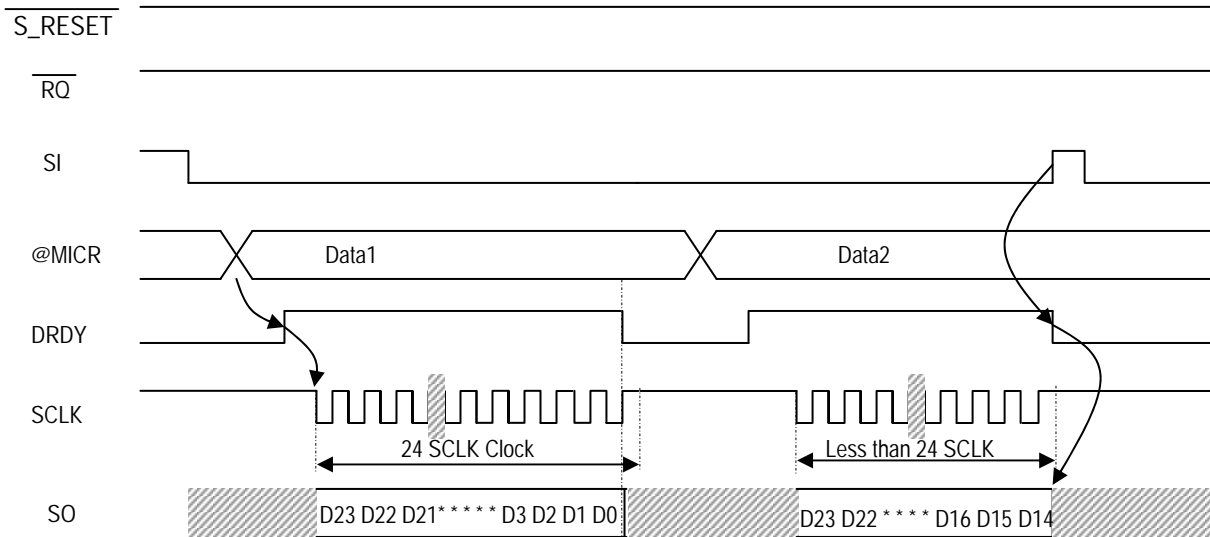 S_RESET
RQ
SI
@MICR Data1 Data2
DRDY
SCLK
24 SCLK Clock Less than 24 SCLK
SO D23 D22 D21* * * * * D3 D2 D1 D0 D23 D22 * * * * D16 D15 D14